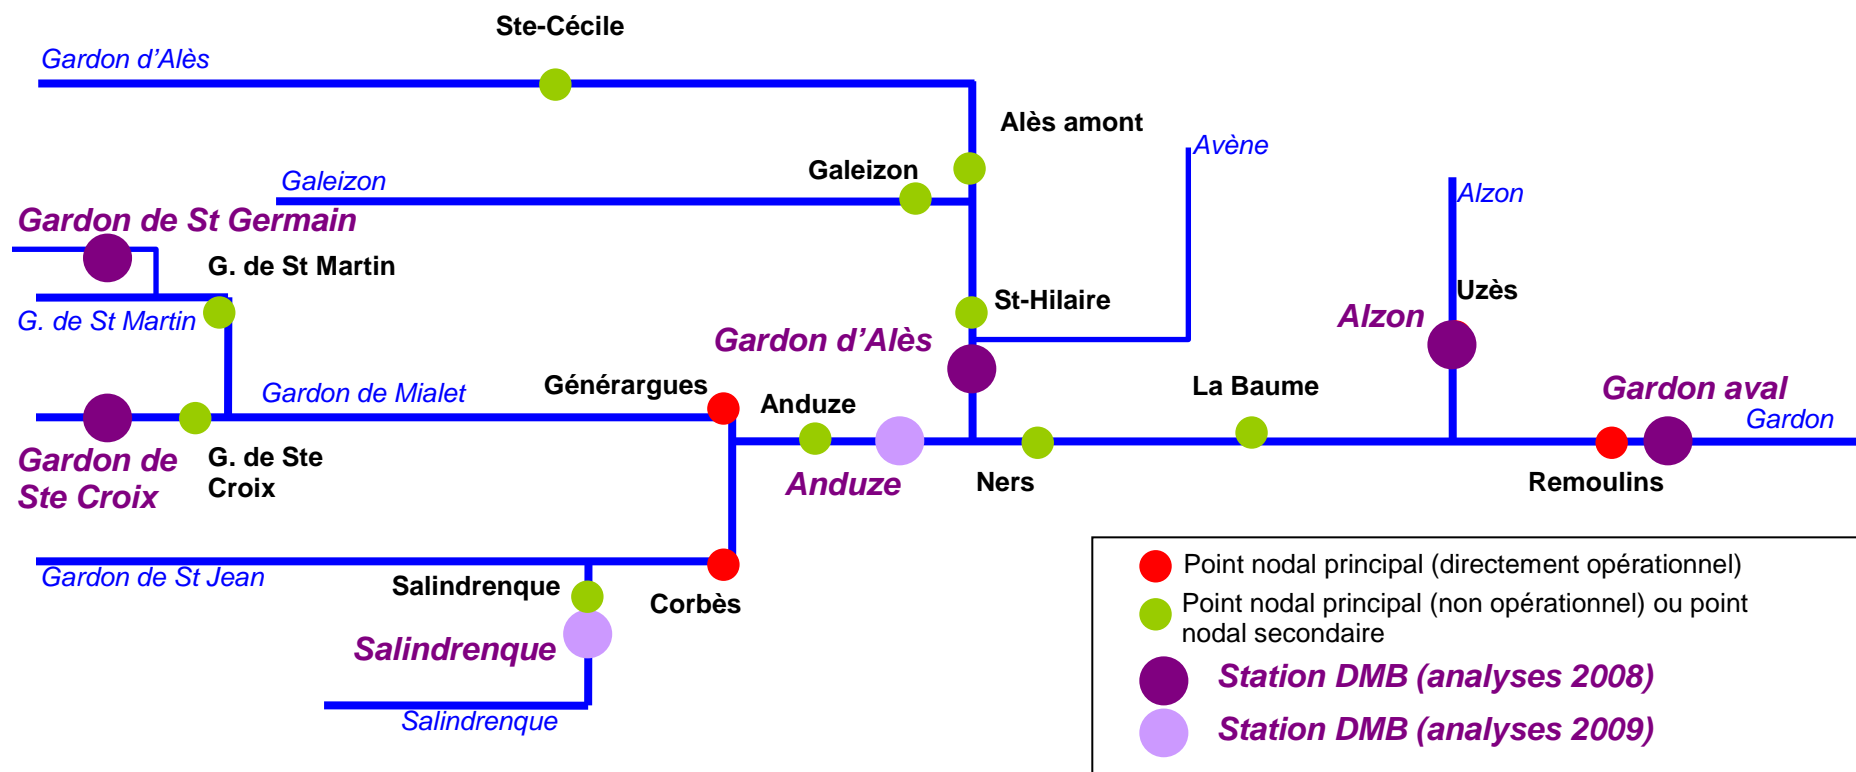 Ste-Cécile
Gardon d'Alès
Alès amont
Avène
Galeizon
Galeizon
Alzon
Gardon de St Germain
G. de St Martin
G. de St Martin
St-Hilaire
Uzès
Alzon
Gardon d'Alès
Générargues
Gardon de Mialet
Anduze
La Baume
Gardon aval
Gardon
Gardon de
Ste Croix
G. de Ste
Croix
Anduze
Ners
Remoulins
Gardon de St Jean
Salindrenque
Corbès
Salindrenque
Salindrenque
Point nodal principal (directement opérationnel)
Point nodal principal (non opérationnel) ou point
nodal secondaire
Station DMB (analyses 2008)
Station DMB (analyses 2009)